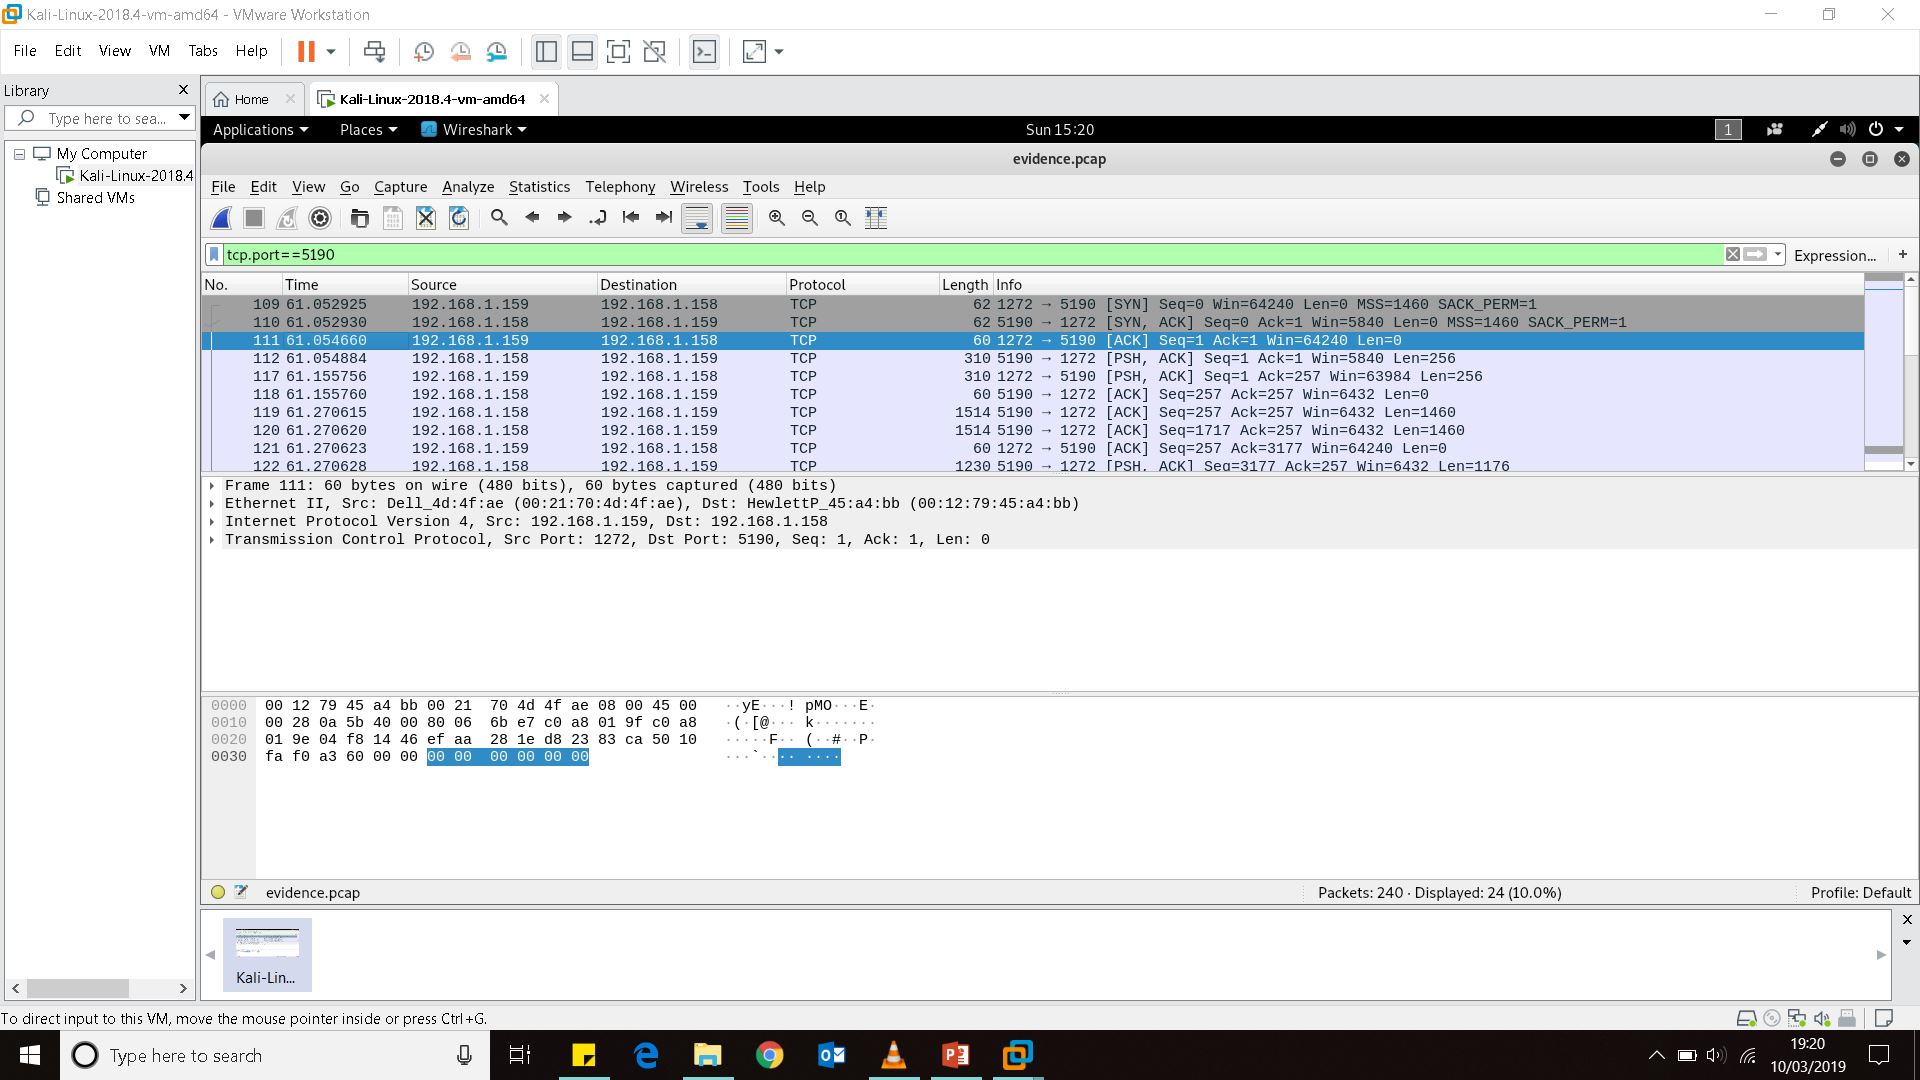 Kali-Linux-2018.4-vm-amd64 - VMware Workstation
File Edit View VM Tabs Help
Library
Type here to sea...
My Computer
Kali-Linux-2018.4
Shared VMs
Home
Kali-Linux-2018.4-vm-amd64
Applications Places Wireshark Sun 15:20 1
evidence.pcap
File Edit View Go Capture Analyze Statistics Telephony Wireless Tools Help
tcp.port==5190 Expression... +
No. Time Source Destination Protocol Length Info
109 61.052925 192.168.1.159 192.168.1.158 TCP 62 1272 → 5190 [SYN] Seq=0 Win=64240 Len=0 MSS=1460 SACK_PERM=1
110 61.052930 192.168.1.158 192.168.1.159 TCP 62 5190 → 1272 [SYN, ACK] Seq=0 Ack=1 Win=5840 Len=0 MSS=1460 SACK_PERM=1
111 61.054660 192.168.1.159 192.168.1.158 TCP 60 1272 → 5190 [ACK] Seq=1 Ack=1 Win=64240 Len=0
112 61.054884 192.168.1.158 192.168.1.159 TCP 310 5190 → 1272 [PSH, ACK] Seq=1 Ack=1 Win=5840 Len=256
117 61.155756 192.168.1.159 192.168.1.158 TCP 310 1272 → 5190 [PSH, ACK] Seq=1 Ack=257 Win=63984 Len=256
118 61.155760 192.168.1.158 192.168.1.159 TCP 60 5190 → 1272 [ACK] Seq=257 Ack=257 Win=6432 Len=0
119 61.270615 192.168.1.158 192.168.1.159 TCP 1514 5190 → 1272 [ACK] Seq=257 Ack=257 Win=6432 Len=1460
120 61.270620 192.168.1.158 192.168.1.159 TCP 1514 5190 → 1272 [ACK] Seq=1717 Ack=257 Win=6432 Len=1460
121 61.270623 192.168.1.159 192.168.1.158 TCP 60 1272 → 5190 [ACK] Seq=257 Ack=3177 Win=64240 Len=0
122 61.270628 192.168.1.158 192.168.1.159 TCP 1230 5190 → 1272 [PSH, ACK] Seq=3177 Ack=257 Win=6432 Len=1176
Frame 111: 60 bytes on wire (480 bits), 60 bytes captured (480 bits)
Ethernet II, Src: Dell_4d:4f:ae (00:21:70:4d:4f:ae), Dst: HewlettP_45:a4:bb (00:12:79:45:a4:bb)
Internet Protocol Version 4, Src: 192.168.1.159, Dst: 192.168.1.158
Transmission Control Protocol, Src Port: 1272, Dst Port: 5190, Seq: 1, Ack: 1, Len: 0
0000 00 12 79 45 a4 bb 00 21 70 4d 4f ae 08 00 45 00 ··yE···! pMO···E·
0010 00 28 0a 5b 40 00 80 06 6b e7 c0 a8 01 9f c0 a8 ·(·[@··· k·······
0020 01 9e 04 f8 14 46 ef aa 28 1e d8 23 83 ca 50 10 ·····F·· (··#··P·
0030 fa f0 a3 60 00 00 00 00 00 00 00 00 ···`···· ····
evidence.pcap Packets: 240 · Displayed: 24 (10.0%) Profile: Default
Kali-Lin...
To direct input to this VM, move the mouse pointer inside or press Ctrl+G.
Type here to search
19:20
10/03/2019